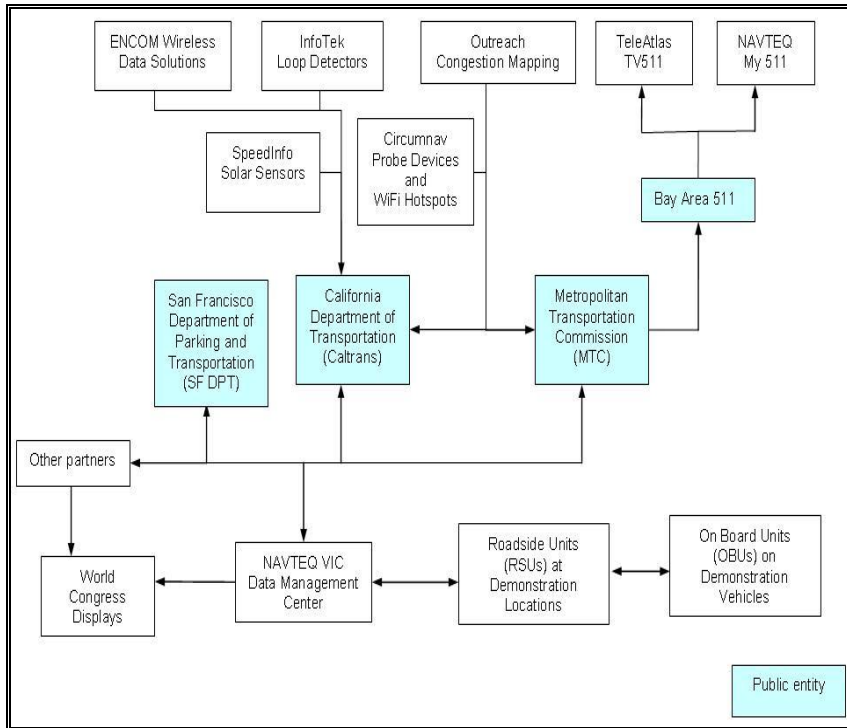 ENCOM Wireless
Data Solutions
InfoTek
Loop Detectors
Outreach
Congestion Mapping
TeleAtlas
TV511
NAVTEQ
My 511
SpeedInfo
Solar Sensors
Circumnav
Probe Devices
and
WiFi Hotspots
Bay Area 511
San Francisco
Department of
Parking and
Transportation
(SF DPT)
California
Department of
Transportation
(Caltrans)
Metropolitan
Transportation
Commission
(MTC)
Other partners
World
Congress
Displays
NAVTEQ VIC
Data Management
Center
Roadside Units
(RSUs) at
Demonstration
Locations
On Board Units
(OBUs) on
Demonstration
Vehicles
Public entity